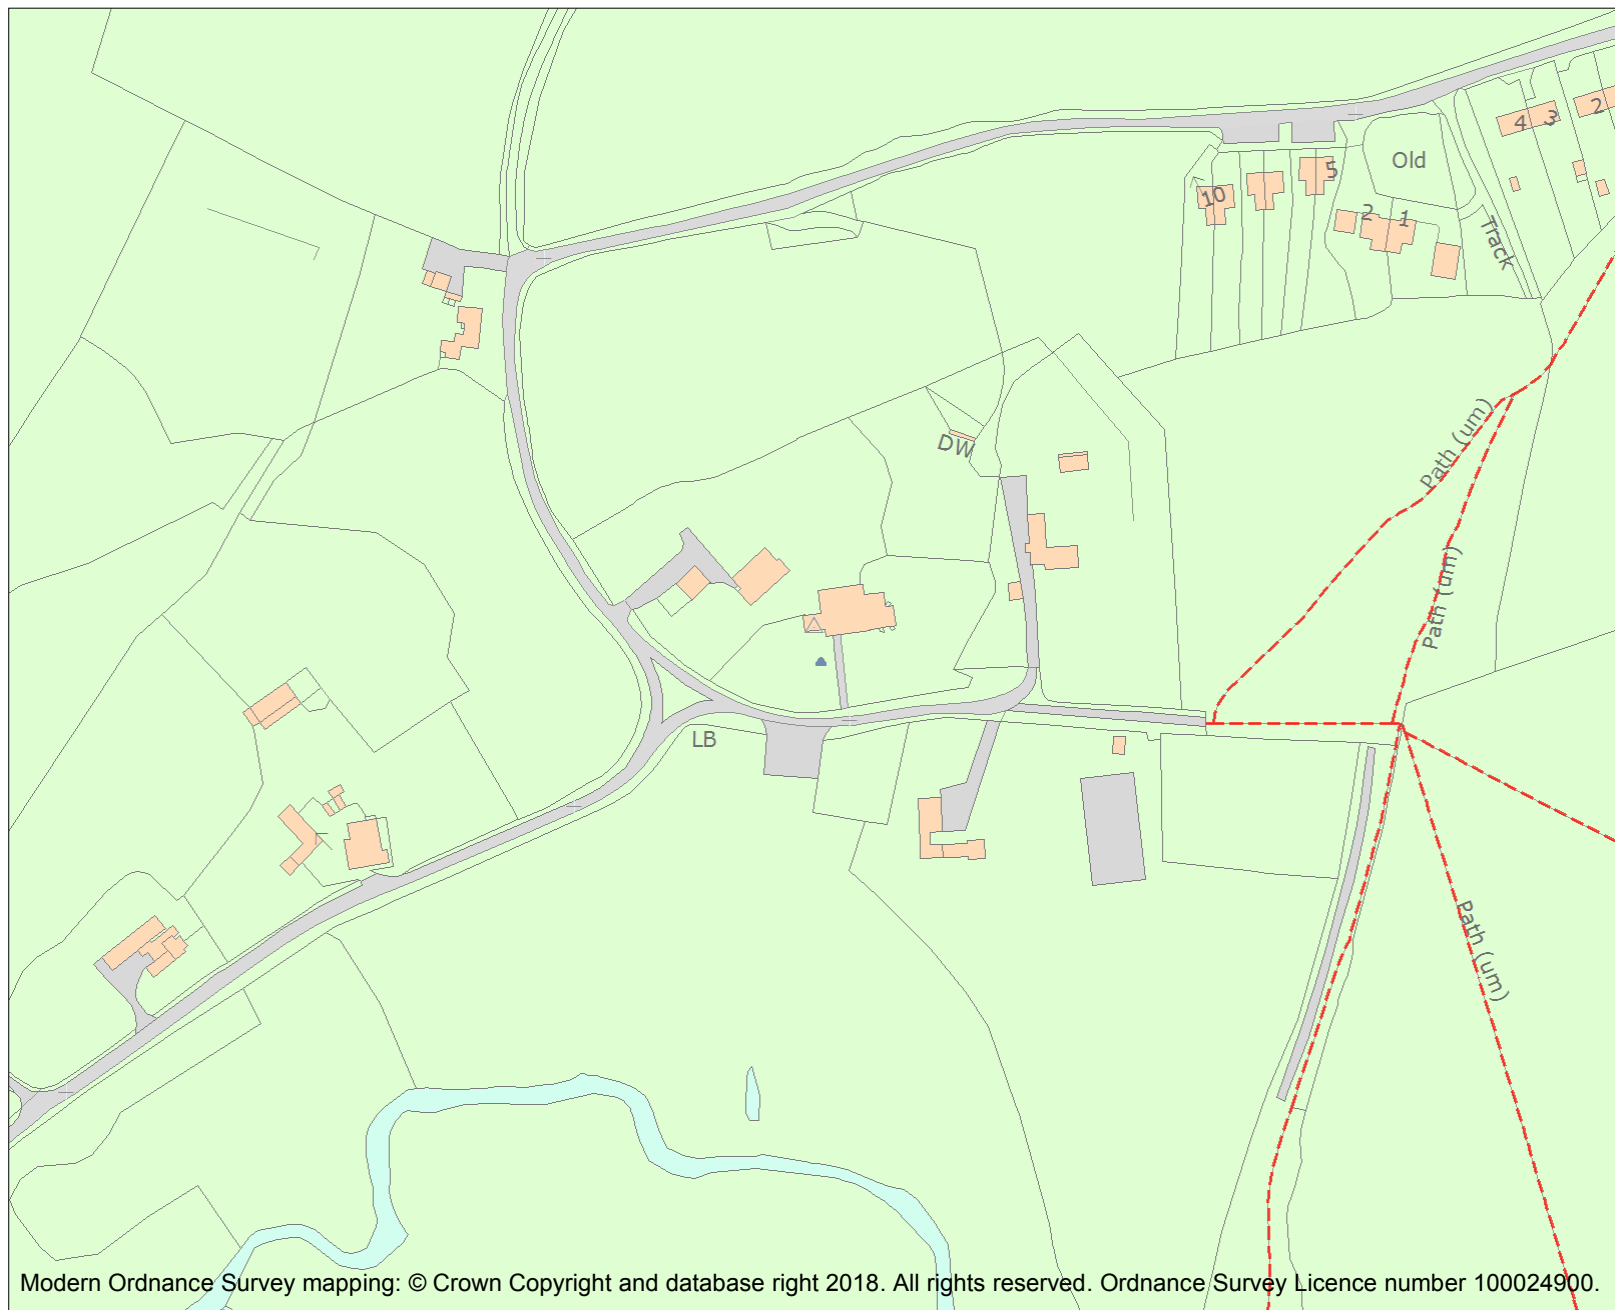 4 3 2
Old
5
10
2 1
Track
Path (um)
DW
Path (um)
LB
Path (um)
Modern Ordnance Survey mapping: © Crown Copyright and database right 2018. All rights reserved. Ordnance Survey Licence number 100024900.